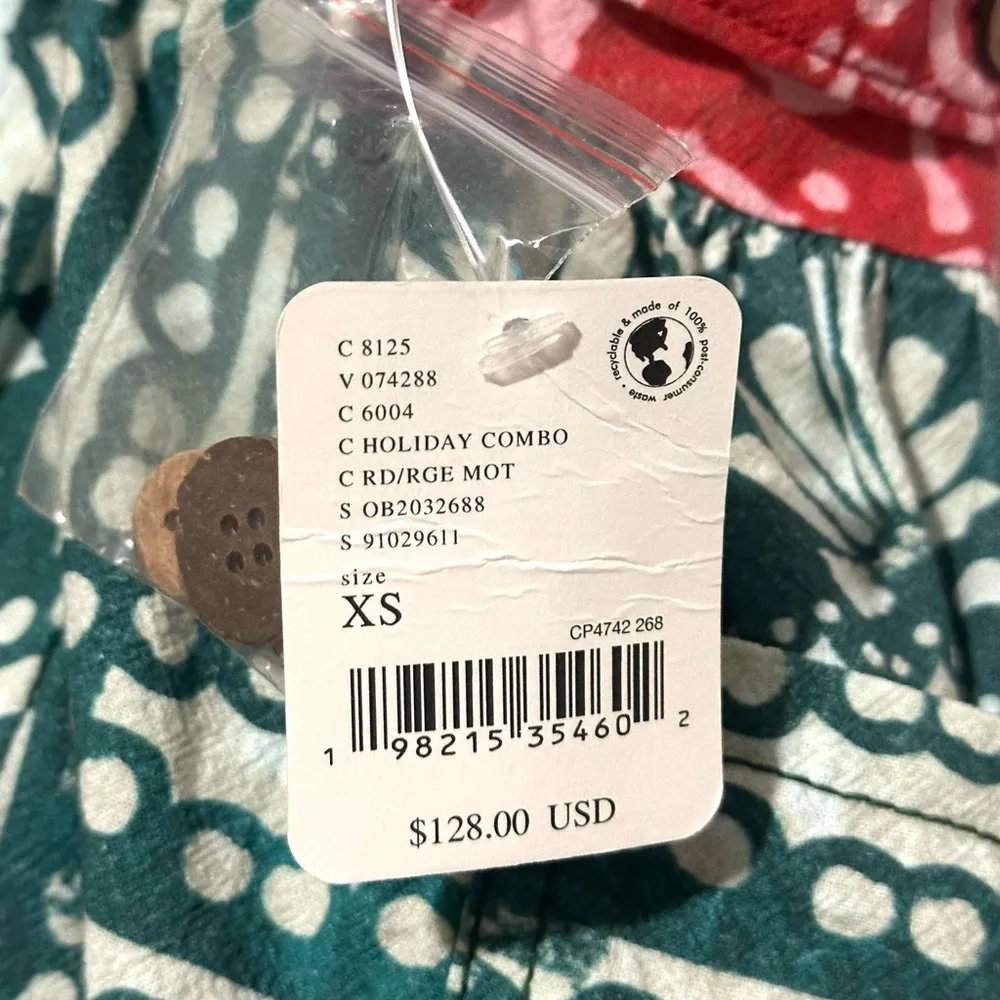 C 8125
V 074288
C 6004
C HOLIDAY COMBO
C RD/RGE MOT
S OB2032688
S 91029611
recyclable & made of 100% post-consumer waste •
size
XS
CP4742 268
1 98215 35460 2
$128.00 USD